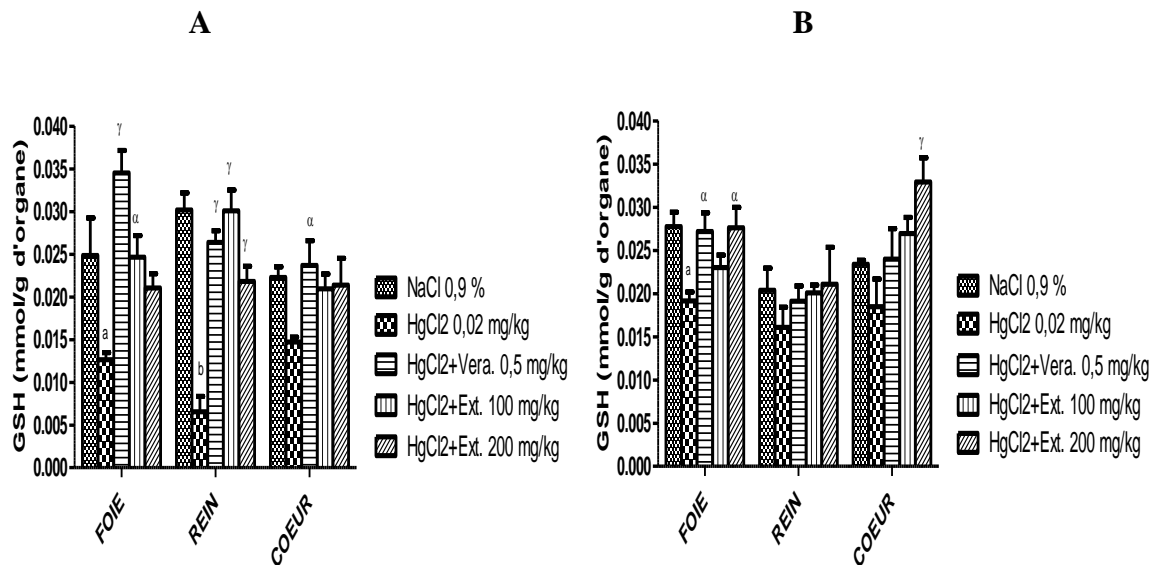 A
B
GSH (mmol/g d'organe)
0.040
0.035
0.030
0.025
0.020
0.015
0.010
0.005
0.000
γ
α
a
γ
γ
γ
b
α
FOIE
REIN
COEUR
NaCl 0,9 %
HgCl2 0,02 mg/kg
HgCl2+Vera. 0,5 mg/kg
HgCl2+Ext. 100 mg/kg
HgCl2+Ext. 200 mg/kg
GSH (mmol/g d'organe)
0.040
0.035
0.030
0.025
0.020
0.015
0.010
0.005
0.000
a
α
α
γ
FOIE
REIN
COEUR
NaCl 0,9 %
HgCl2 0,02 mg/kg
HgCl2+Vera. 0,5 mg/kg
HgCl2+Ext. 100 mg/kg
HgCl2+Ext. 200 mg/kg